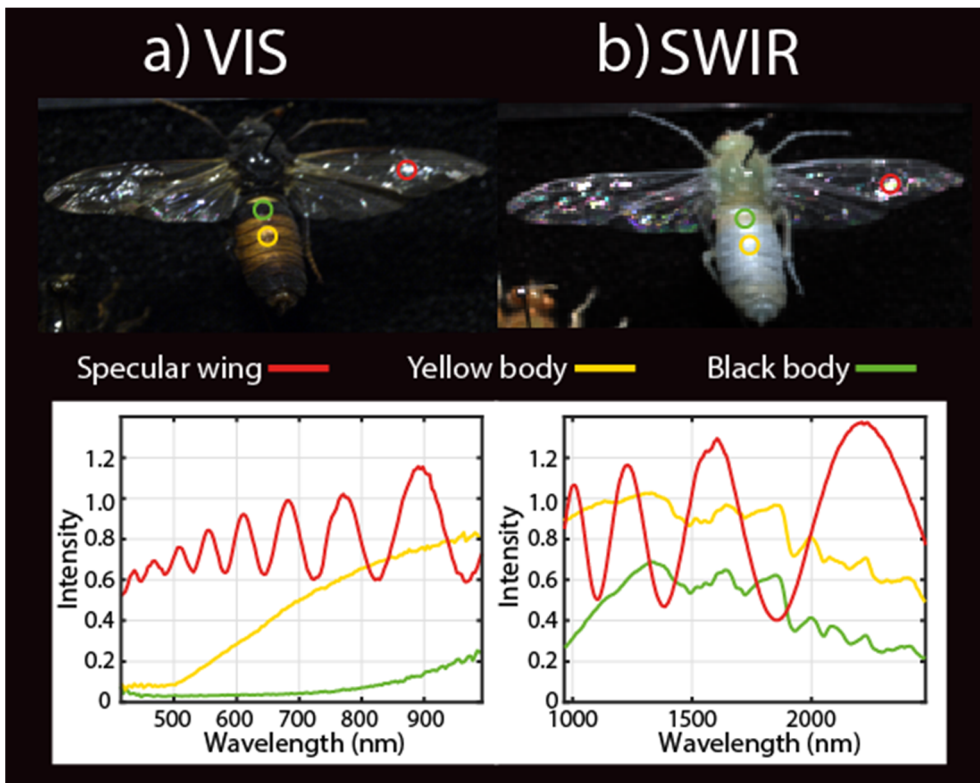 a) VIS
b) SWIR
Specular wing
Yellow body
Black body
Intensity
1.2
1.0
0.8
0.6
0.4
0.2
0
500
600
700
800
900
Wavelength (nm)
Intensity
1.2
1.0
0.8
0.6
0.4
0.2
0
1000
1500
2000
Wavelength (nm)